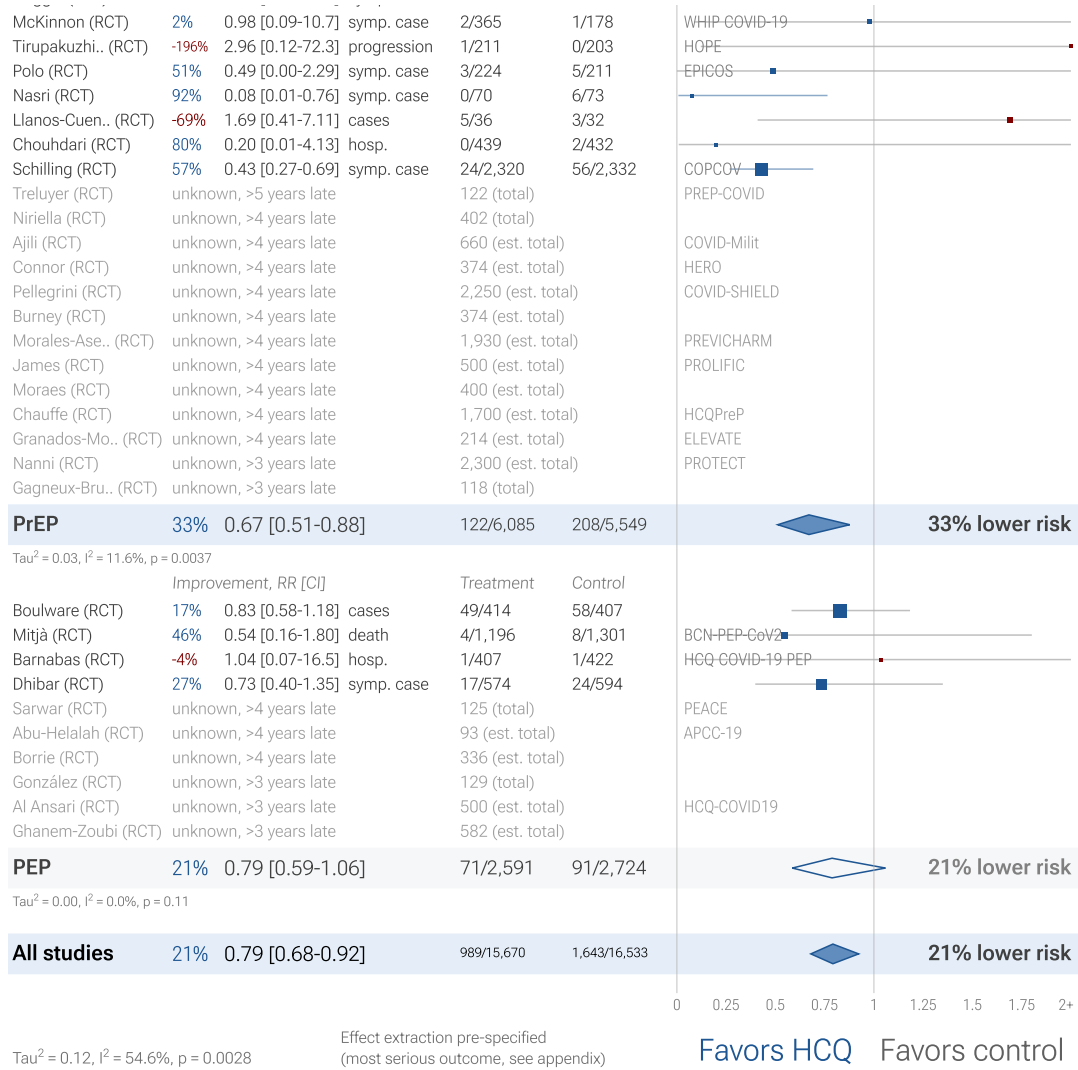 McKinnon (RCT) 2% 0.98 [0.09-10.7] symp. case 2/365 1/178 WHIP COVID-19
Tirupakuzhi.. (RCT) -196% 2.96 [0.12-72.3] progression 1/211 0/203 HOPE
Polo (RCT) 51% 0.49 [0.00-2.29] symp. case 3/224 5/211 EPICOS
Nasri (RCT) 92% 0.08 [0.01-0.76] symp. case 0/70 6/73
Llanos-Cuen.. (RCT) -69% 1.69 [0.41-7.11] cases 5/36 3/32
Chouhdari (RCT) 80% 0.20 [0.01-4.13] hosp. 0/439 2/432
Schilling (RCT) 57% 0.43 [0.27-0.69] symp. case 24/2,320 56/2,332 COPCOV
Treluyer (RCT) unknown, >5 years late 122 (total) PREP-COVID
Niriella (RCT) unknown, >4 years late 402 (total)
Ajili (RCT) unknown, >4 years late 660 (est. total) COVID-Milit
Connor (RCT) unknown, >4 years late 374 (est. total) HERO
Pellegrini (RCT) unknown, >4 years late 2,250 (est. total) COVID-SHIELD
Burney (RCT) unknown, >4 years late 374 (est. total)
Morales-Ase.. (RCT) unknown, >4 years late 1,930 (est. total) PREVICHARM
James (RCT) unknown, >4 years late 500 (est. total) PROLIFIC
Moraes (RCT) unknown, >4 years late 400 (est. total)
Chauffe (RCT) unknown, >4 years late 1,700 (est. total) HCQPreP
Granados-Mo.. (RCT) unknown, >4 years late 214 (est. total) ELEVATE
Nanni (RCT) unknown, >3 years late 2,300 (est. total) PROTECT
Gagneux-Bru.. (RCT) unknown, >3 years late 118 (total)
PrEP 33% 0.67 [0.51-0.88] 122/6,085 208/5,549 33% lower risk
Tau² = 0.03, I² = 11.6%, p = 0.0037
Improvement, RR [CI] Treatment Control
Boulware (RCT) 17% 0.83 [0.58-1.18] cases 49/414 58/407
Mitjà (RCT) 46% 0.54 [0.16-1.80] death 4/1,196 8/1,301 BCN-PEP-CoV2
Barnabas (RCT) -4% 1.04 [0.07-16.5] hosp. 1/407 1/422 HCQ COVID-19 PEP
Dhibar (RCT) 27% 0.73 [0.40-1.35] symp. case 17/574 24/594
Sarwar (RCT) unknown, >4 years late 125 (total) PEACE
Abu-Helalah (RCT) unknown, >4 years late 93 (est. total) APCC-19
Borrie (RCT) unknown, >4 years late 336 (est. total)
González (RCT) unknown, >3 years late 129 (total)
Al Ansari (RCT) unknown, >3 years late 500 (est. total) HCQ-COVID19
Ghanem-Zoubi (RCT) unknown, >3 years late 582 (est. total)
PEP 21% 0.79 [0.59-1.06] 71/2,591 91/2,724 21% lower risk
Tau² = 0.00, I² = 0.0%, p = 0.11
All studies 21% 0.79 [0.68-0.92] 989/15,670 1,643/16,533 21% lower risk
0 0.25 0.5 0.75 1 1.25 1.5 1.75 2+
Tau² = 0.12, I² = 54.6%, p = 0.0028
Effect extraction pre-specified
(most serious outcome, see appendix)
Favors HCQ Favors control